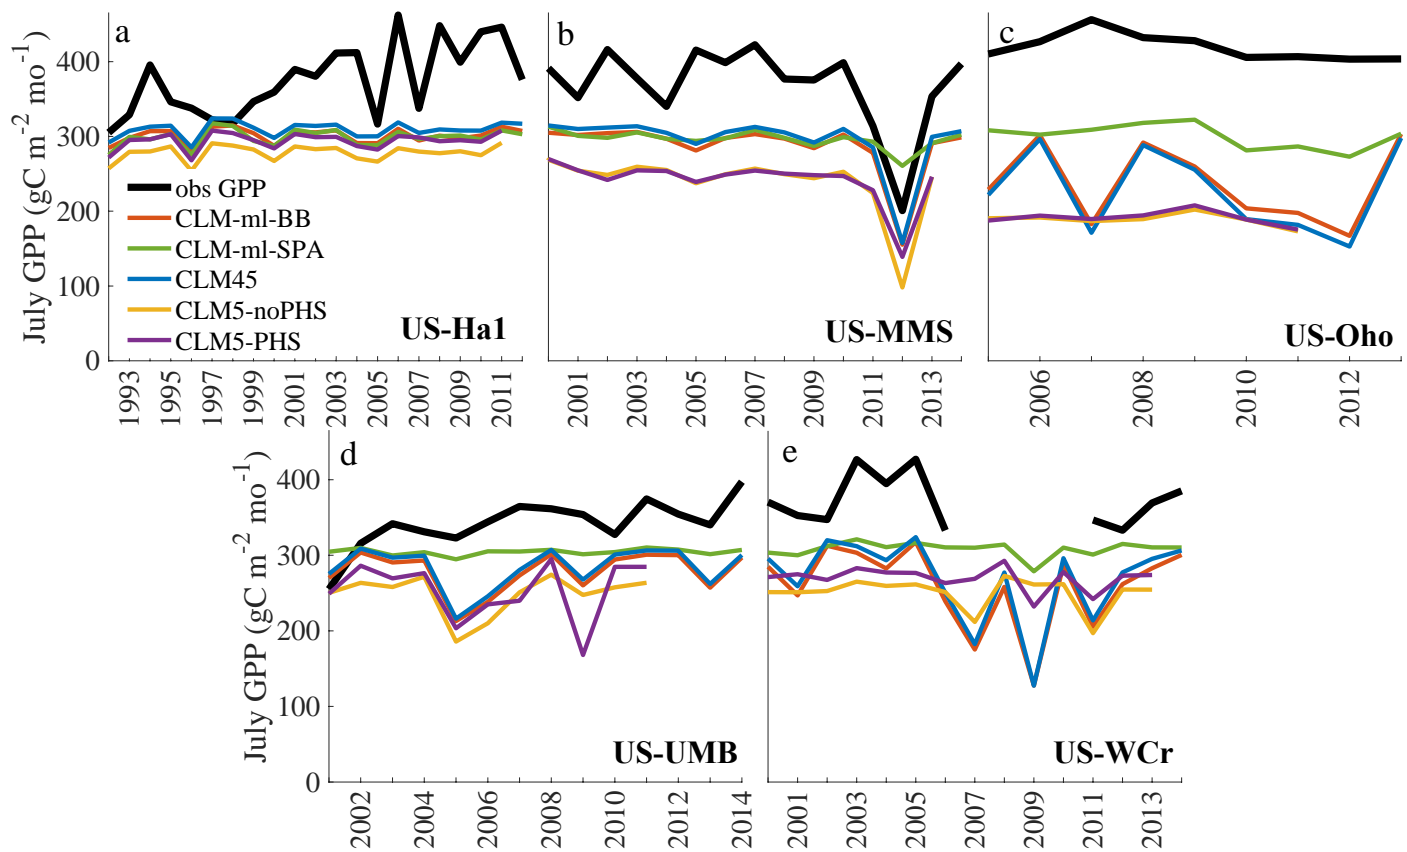 a
b
c
July GPP (gC m-2 mo-1)
400
300
200
100
0
obs GPP
CLM-ml-BB
CLM-ml-SPA
CLM45
CLM5-noPHS
CLM5-PHS
US-Ha1
US-MMS
US-Oho
1993 1995 1997 1999 2001 2003 2005 2007 2009 2011
2001 2003 2005 2007 2009 2011 2013
2006 2008 2010 2012
d
e
July GPP (gC m-2 mo-1)
400
300
200
100
0
US-UMB
US-WCr
2002 2004 2006 2008 2010 2012 2014
2001 2003 2005 2007 2009 2011 2013